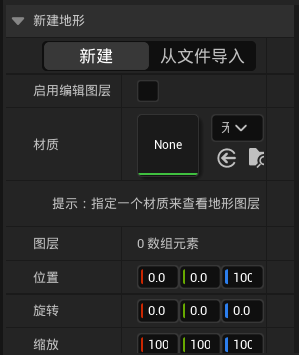 新建地形
新建 从文件导入
启用编辑图层
材质 None
提示：指定一个材质来查看地形图层
图层 0 数组元素
位置 0.0 0.0 100
旋转 0.0 0.0 0.0
缩放 100 100 100